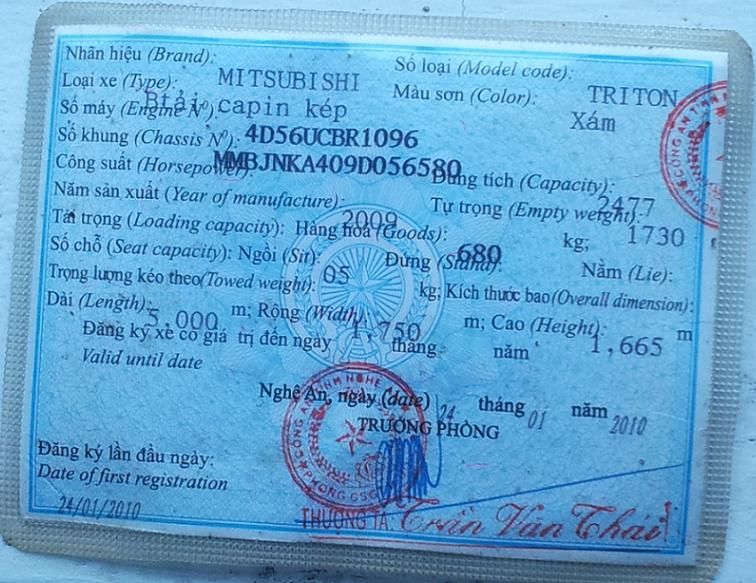 Nhãn hiệu (Brand): MITSUBISHI Số loại (Model code): TRITON
Loại xe (Type): Btải capin kép Màu sơn (Color): Xám
Số máy (Engine Nº): 4D56UCBR1096
Số khung (Chassis Nº): MMBJNKA409D056580
Công suất (Horsepower): Dung tích (Capacity): 2477
Năm sản xuất (Year of manufacture): 2009 Tự trọng (Empty weight): 1730
Tải trọng (Loading capacity): Hàng hóa (Goods): 680 kg;
Số chỗ (Seat capacity): Ngồi (Sit): 05 Đứng (Stand): Nằm (Lie):
Trọng lượng kéo theo(Towed weight): kg; Kích thước bao(Overall dimension):
Dài (Length): 5,000 m; Rộng (Width): 1,750 m; Cao (Height): 1,665 m
Đăng ký xe có giá trị đến ngày tháng năm
Valid until date
Nghệ An, ngày (date) 24 tháng 01 năm 2010
TRƯỞNG PHÒNG
Đăng ký lần đầu ngày:
Date of first registration
24/01/2010
THƯỢNG TÁ: Trần Văn Thái